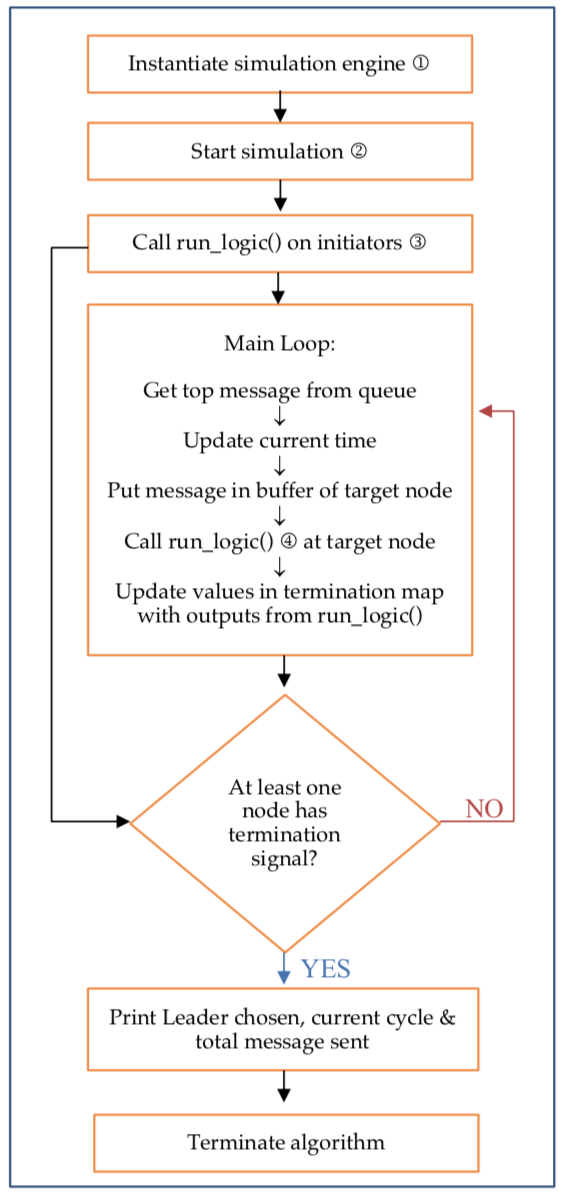 Instantiate simulation engine ①
Start simulation ②
Call run_logic() on initiators ③
Main Loop:
Get top message from queue
↓
Update current time
↓
Put message in buffer of target node
↓
Call run_logic() ④ at target node
↓
Update values in termination map
with outputs from run_logic()
At least one
node has
termination
signal?
NO
YES
Print Leader chosen, current cycle &
total message sent
Terminate algorithm